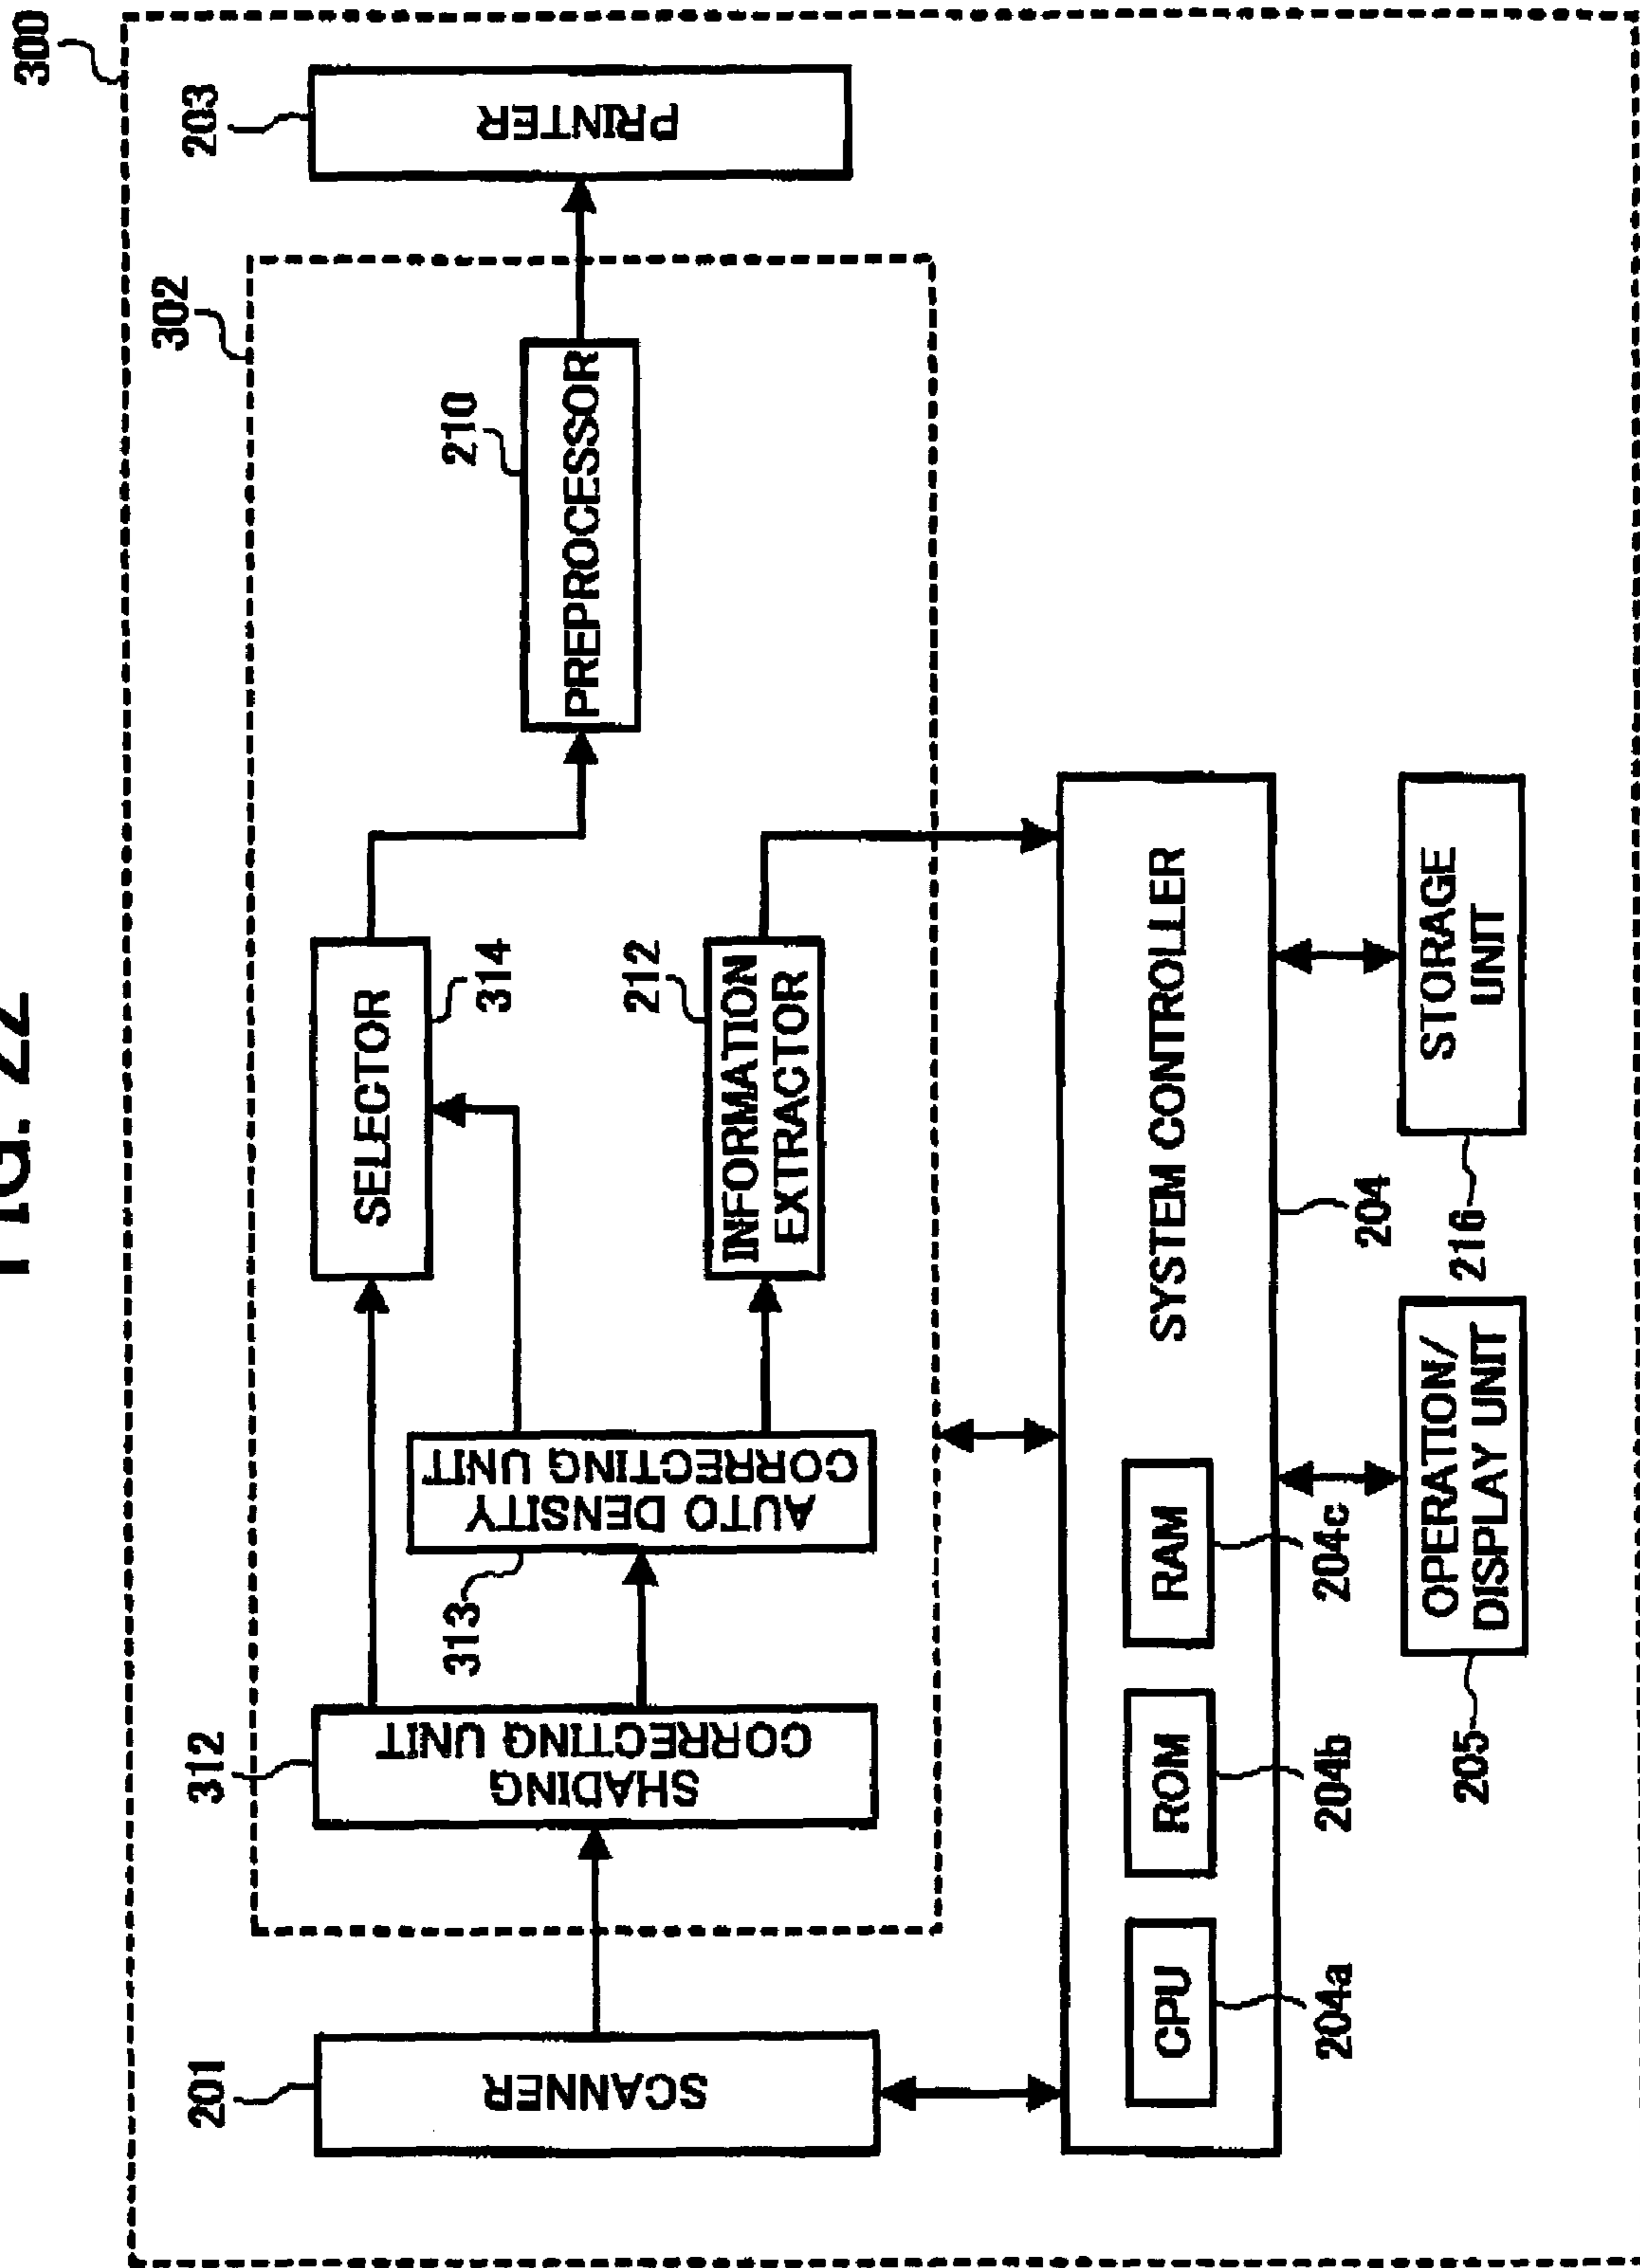 FIG. 22
300
302
201
SCANNER
312
SHADING
CORRECTING UNIT
313
AUTO DENSITY
CORRECTING UNIT
SELECTOR
314
212
INFORMATION
EXTRACTOR
210
PREPROCESSOR
203
PRINTER
SYSTEM CONTROLLER
204
CPU
204a
ROM
204b
RAM
204c
205
OPERATION/
DISPLAY UNIT
216
STORAGE
UNIT